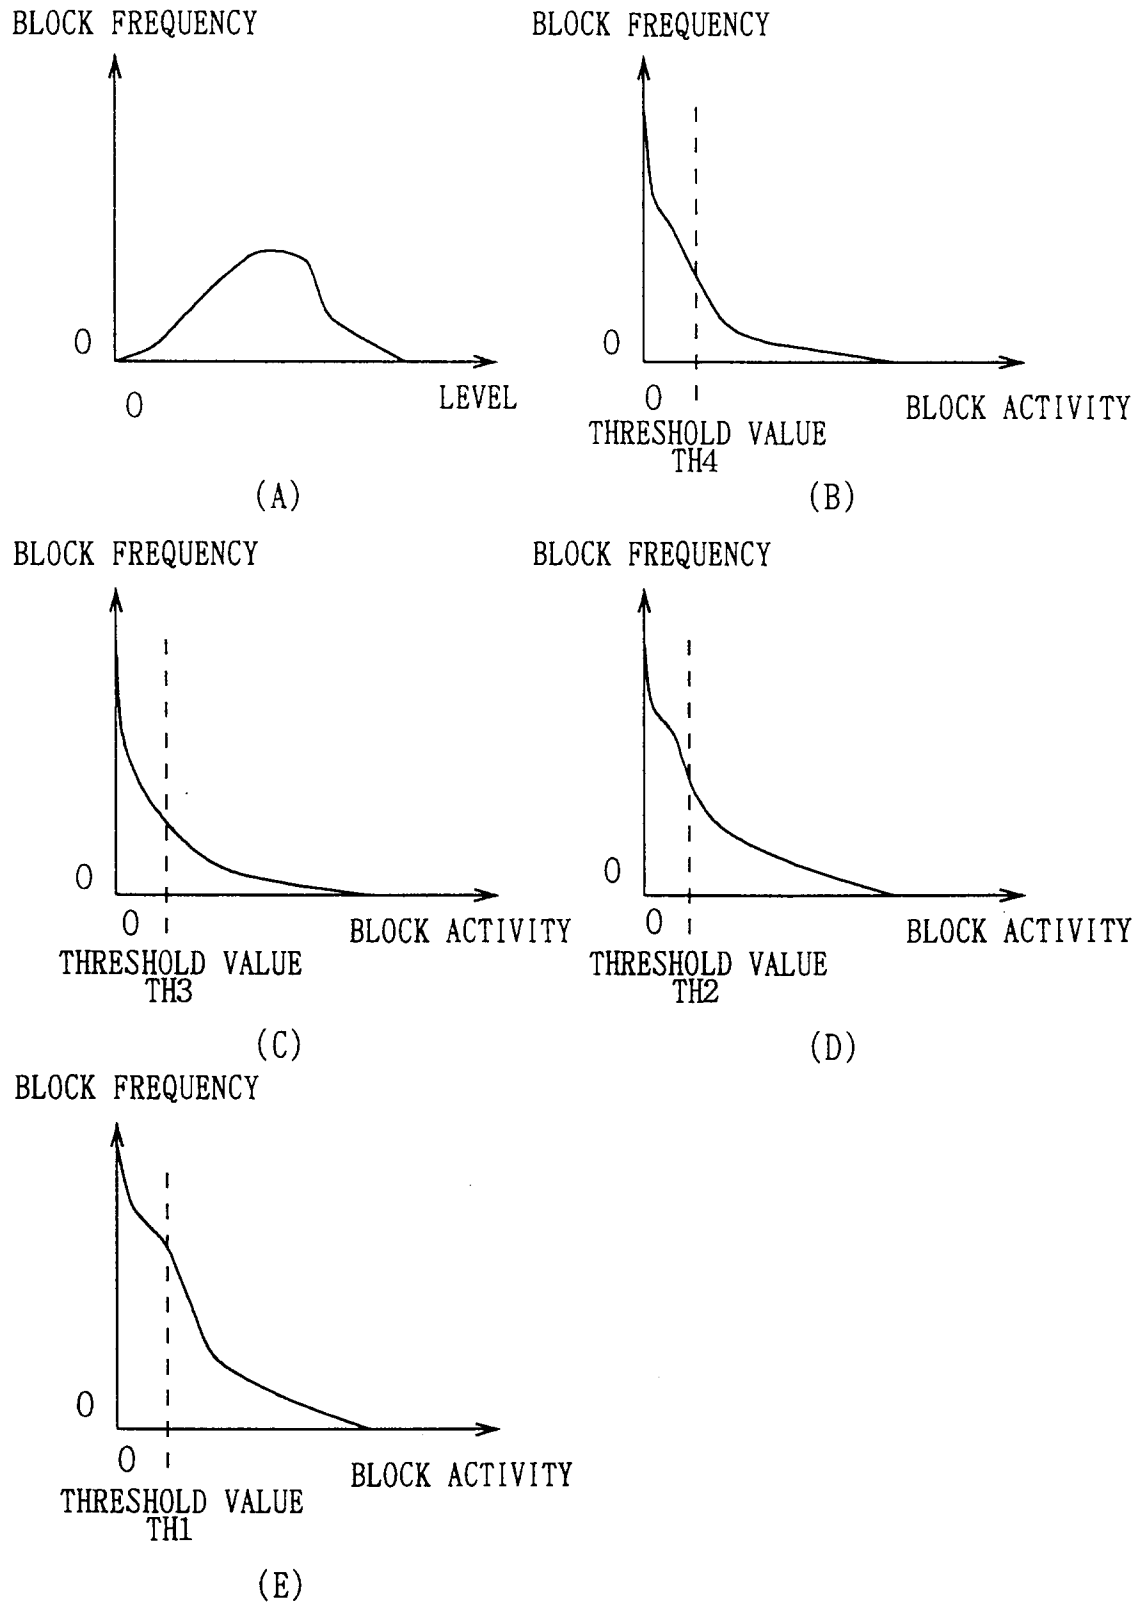 BLOCK FREQUENCY
0
0
LEVEL
(A)
BLOCK FREQUENCY
0
0
BLOCK ACTIVITY
THRESHOLD VALUE
TH4
(B)
BLOCK FREQUENCY
0
0
BLOCK ACTIVITY
THRESHOLD VALUE
TH3
(C)
BLOCK FREQUENCY
0
0
BLOCK ACTIVITY
THRESHOLD VALUE
TH2
(D)
BLOCK FREQUENCY
0
0
BLOCK ACTIVITY
THRESHOLD VALUE
TH1
(E)